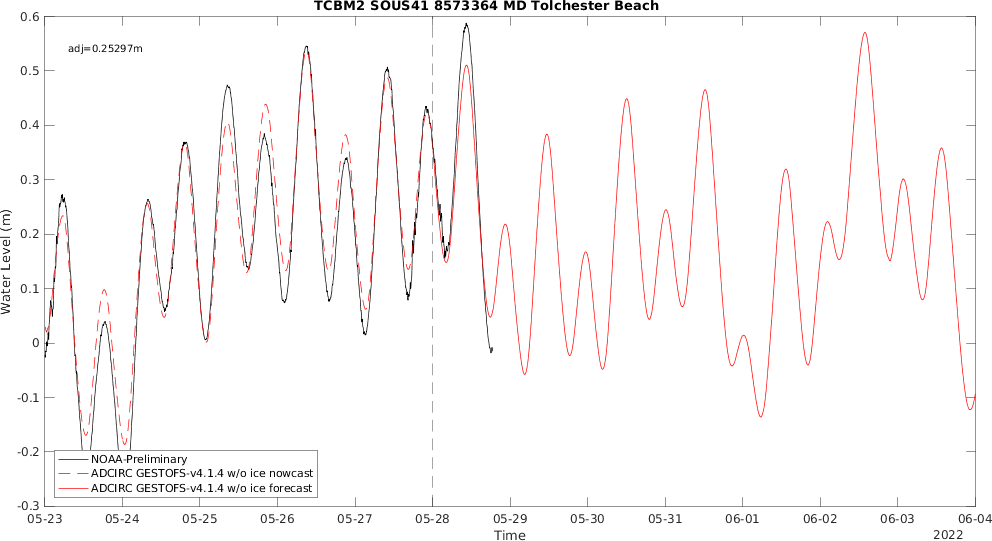 TCBM2 SOUS41 8573364 MD Tolchester Beach
adj=0.25297m
0.6
0.5
0.4
0.3
0.2
0.1
0
-0.1
-0.2
-0.3
Water Level (m)
NOAA-Preliminary
ADCIRC GESTOFS-v4.1.4 w/o ice nowcast
ADCIRC GESTOFS-v4.1.4 w/o ice forecast
05-23 05-24 05-25 05-26 05-27 05-28 05-29 05-30 05-31 06-01 06-02 06-03 06-04
Time
2022